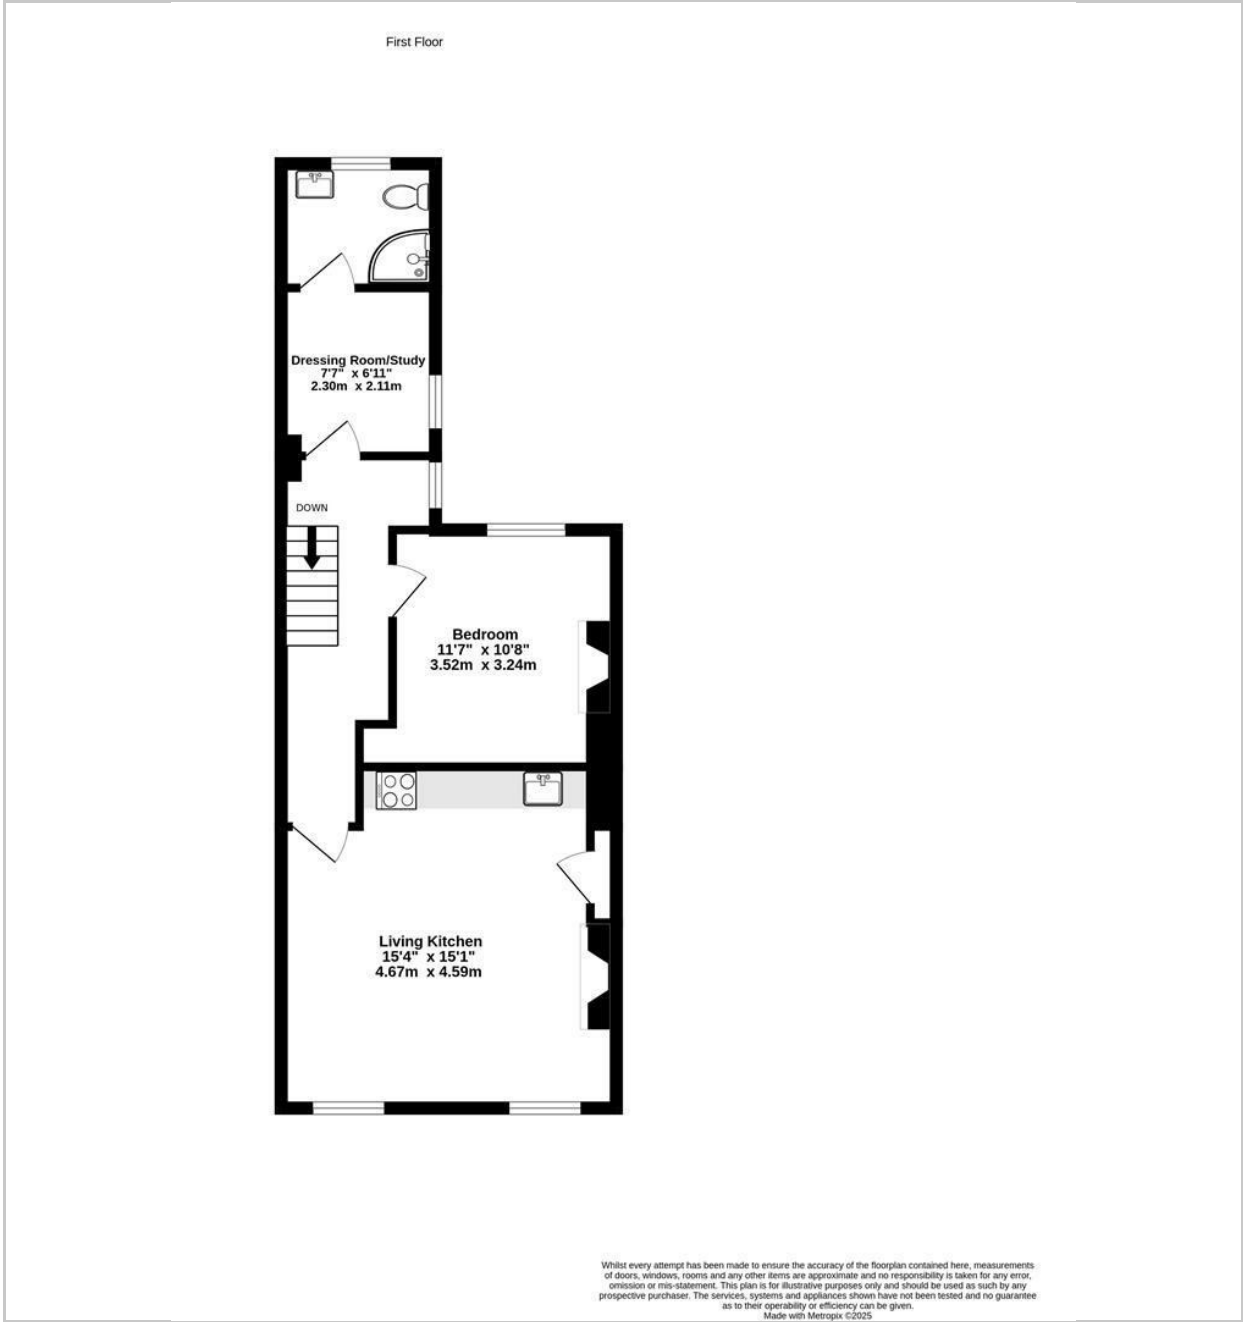 First Floor
Dressing Room/Study
7'7" x 6'11"
2.30m x 2.11m
DOWN
Bedroom
11'7" x 10'8"
3.52m x 3.24m
Living Kitchen
15'4" x 15'1"
4.67m x 4.59m
Whilst every attempt has been made to ensure the accuracy of the floorplan contained here, measurements
of doors, windows, rooms and any other items are approximate and no responsibility is taken for any error,
omission or mis-statement. This plan is for illustrative purposes only and should be used as such by any
prospective purchaser. The services, systems and appliances shown have not been tested and no guarantee
as to their operability or efficiency can be given.
Made with Metropix ©2025